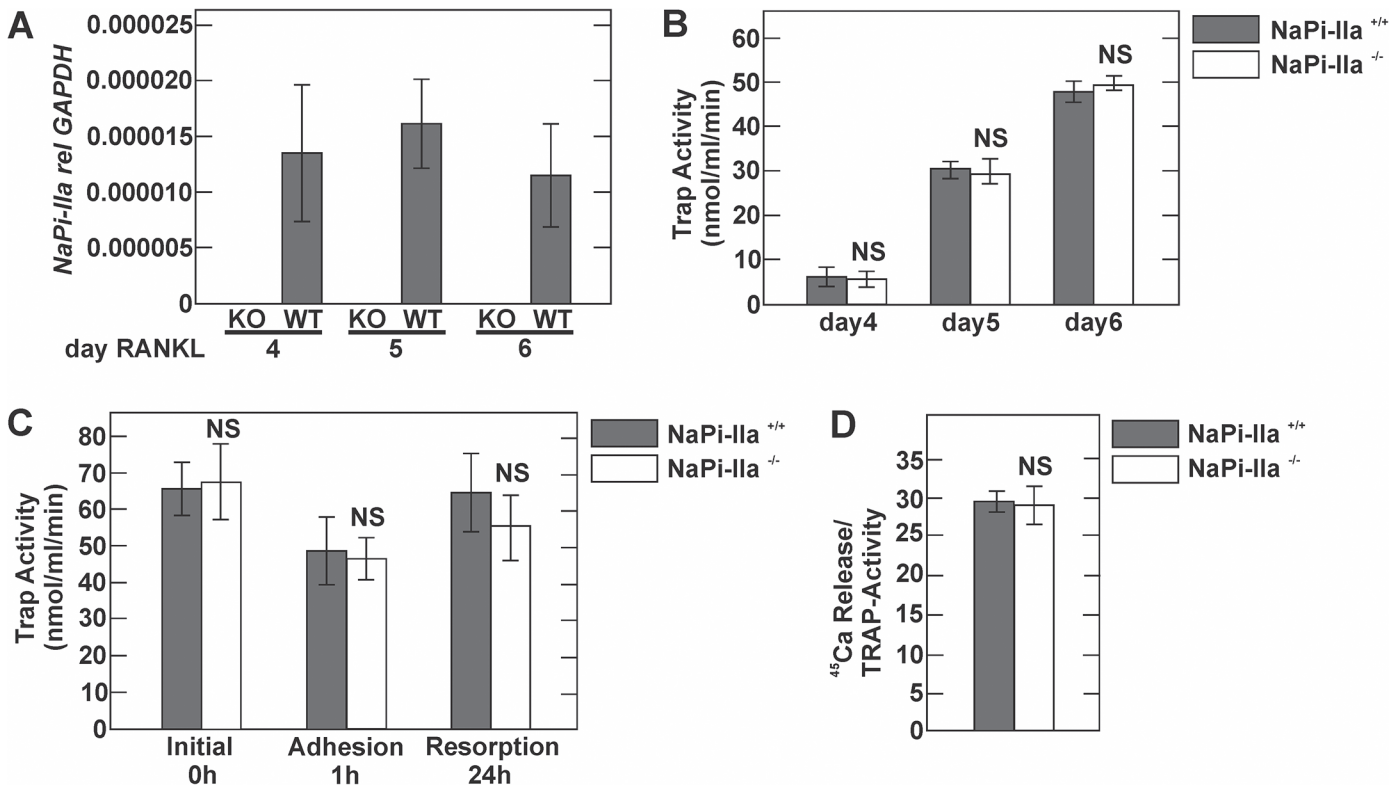 A
NaPi-IIa rel GAPDH
0.000025
0.000020
0.000015
0.000010
0.000005
0
KO WT KO WT KO WT
day RANKL 4 5 6
B
Trap Activity
(nmol/ml/min)
60
50
40
30
20
10
0
NS
NS
NS
day4 day5 day6
NaPi-IIa +/+
NaPi-IIa -/-
C
Trap Activity
(nmol/ml/min)
80
70
60
50
40
30
20
10
0
NS
NS
NS
Initial Adhesion Resorption
0h 1h 24h
NaPi-IIa +/+
NaPi-IIa -/-
D
45Ca Release/
TRAP-Activity
35
30
25
20
15
10
5
0
NS
NaPi-IIa +/+
NaPi-IIa -/-